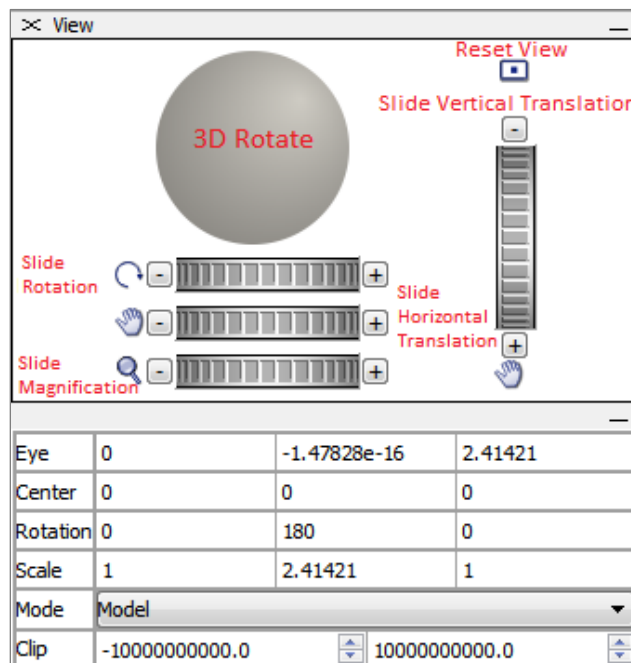 View
Reset View
Slide Vertical Translation
-
3D Rotate
Slide
Rotation
- +
Slide
Horizontal
Translation
- +
+
Slide
Magnification
- +
Eye 0 -1.47828e-16 2.41421
Center 0 0 0
Rotation 0 180 0
Scale 1 2.41421 1
Mode Model
Clip -10000000000.0 10000000000.0